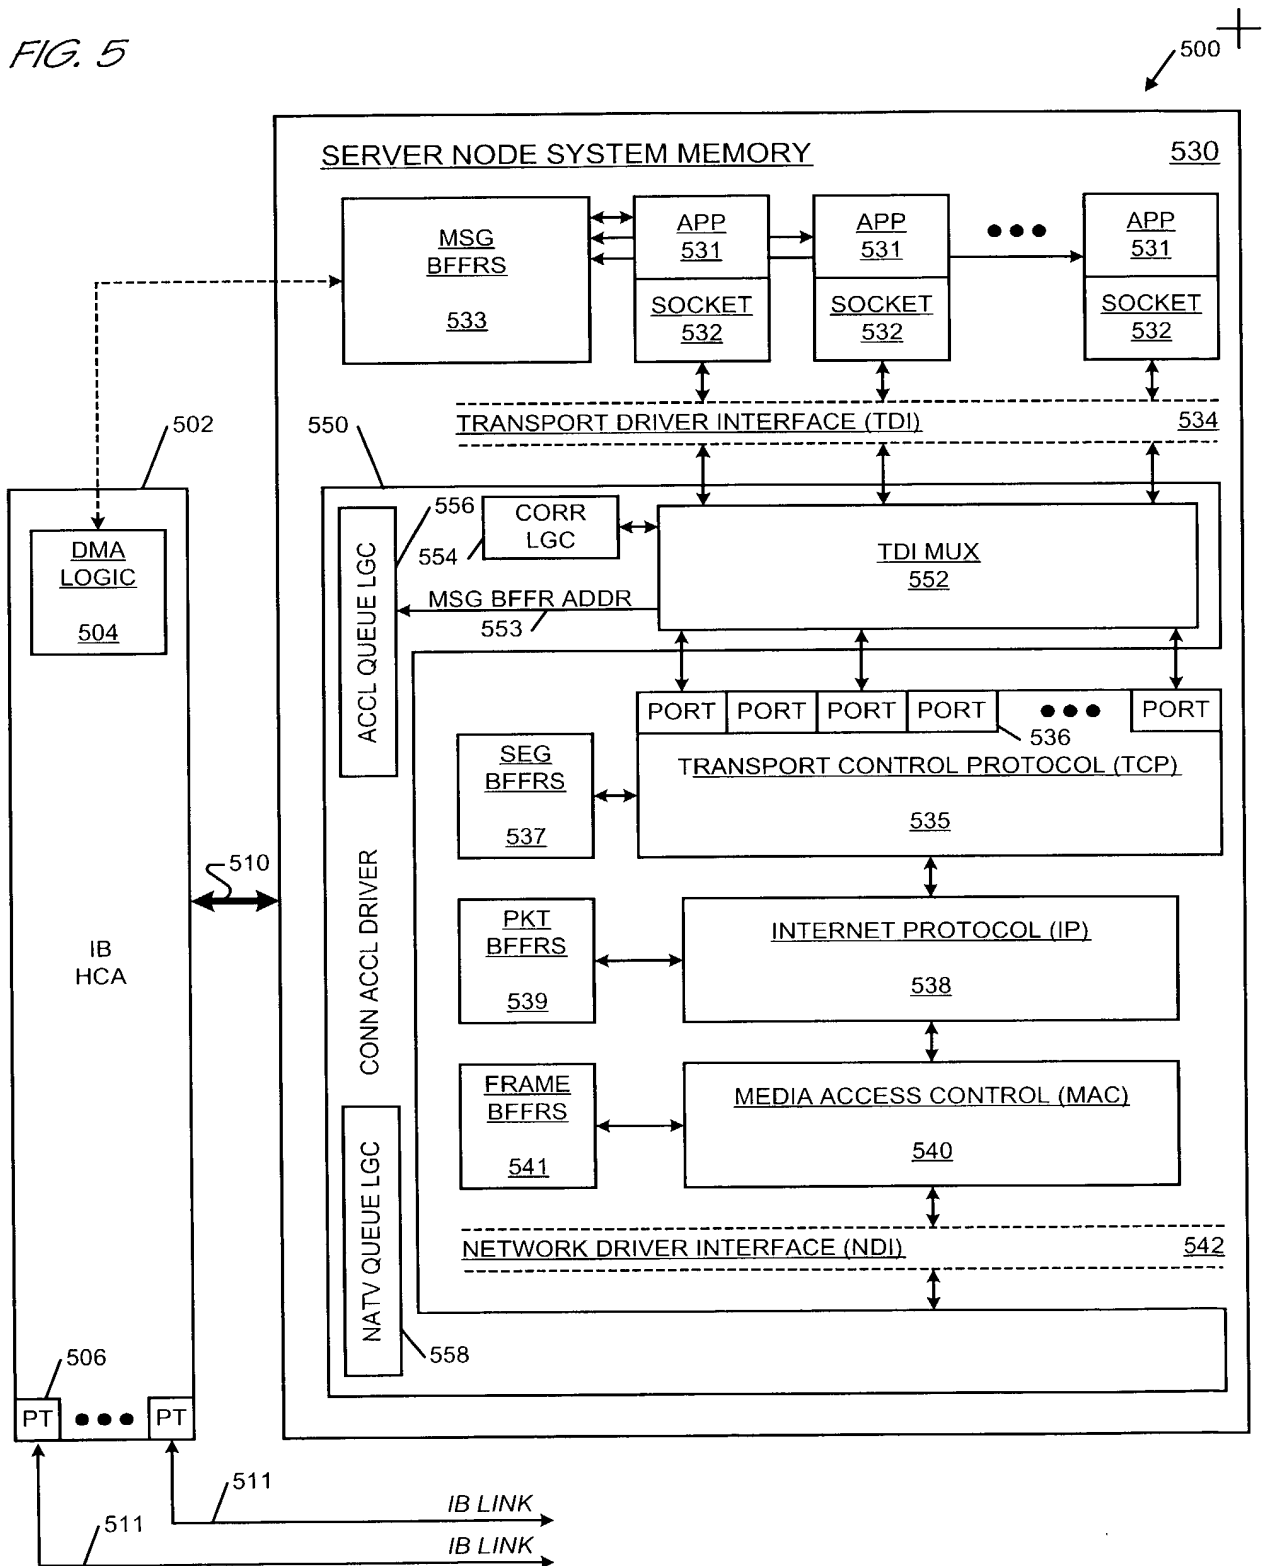 FIG. 5
500
SERVER NODE SYSTEM MEMORY
530
MSG
BFFRS
533
APP
531
SOCKET
532
APP
531
SOCKET
532
APP
531
SOCKET
532
TRANSPORT DRIVER INTERFACE (TDI)
534
502
DMA
LOGIC
504
IB
HCA
510
506
PT
PT
511
IB LINK
511
IB LINK
550
556
ACCL QUEUE LGC
CORR
LGC
554
TDI MUX
552
MSG BFFR ADDR
553
CONN ACCL DRIVER
PORT
PORT
PORT
PORT
PORT
536
TRANSPORT CONTROL PROTOCOL (TCP)
535
SEG
BFFRS
537
PKT
BFFRS
539
INTERNET PROTOCOL (IP)
538
FRAME
BFFRS
541
MEDIA ACCESS CONTROL (MAC)
540
NATV QUEUE LGC
558
NETWORK DRIVER INTERFACE (NDI)
542